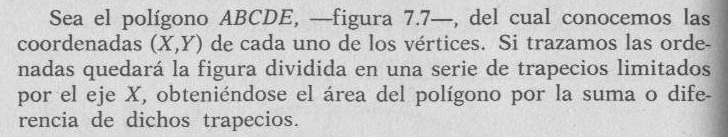 Sea el polígono ABCDE, —figura 7.7—, del cual conocemos las
coordenadas (X,Y) de cada uno de los vértices. Si trazamos las orde-
nadas quedará la figura dividida en una serie de trapecios limitados
por el eje X, obteniéndose el área del polígono por la suma o dife-
rencia de dichos trapecios.